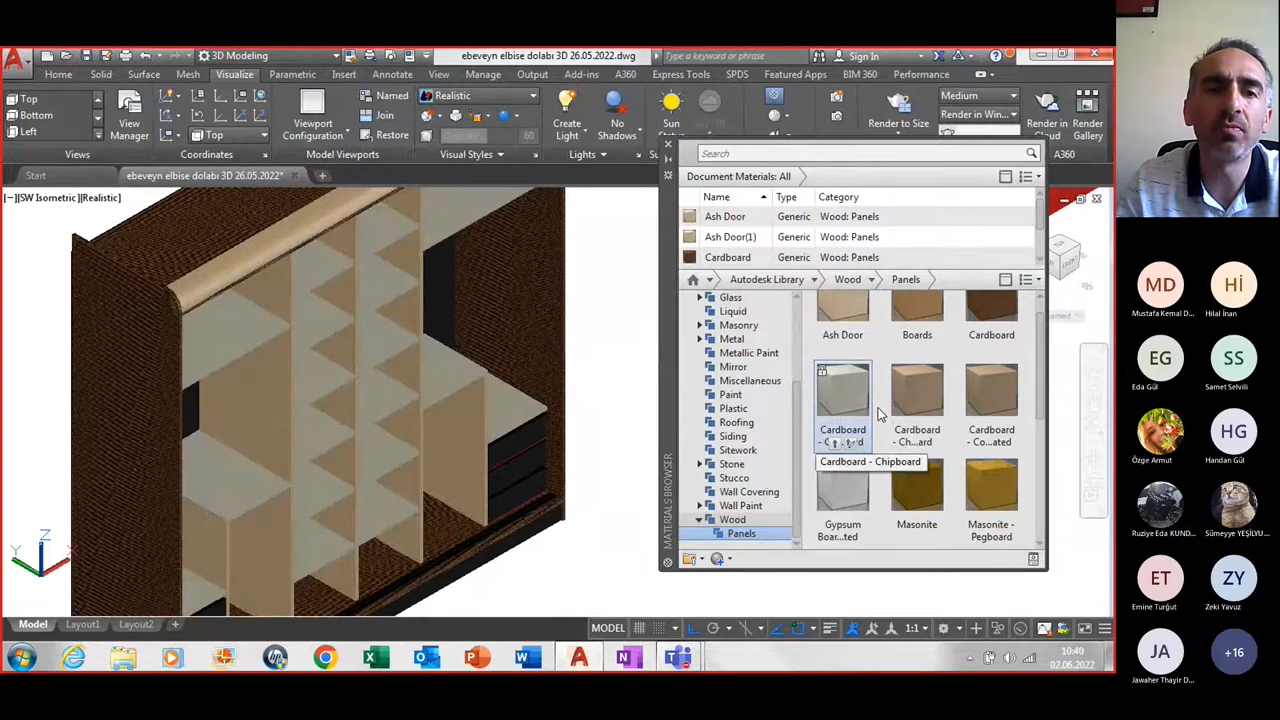 3D Modeling
ebeveyn elbise dolabı 3D 26.05.2022.dwg
Type a keyword or phrase
Sign In
Home Solid Surface Mesh Visualize Parametric Insert Annotate View Manage Output Add-ins A360 Express Tools SPDS Featured Apps BIM 360 Performance
Top
Bottom
Left
View
Manager
Top
Viewport
Configuration
Named
Join
Restore
Realistic
60
Create
Light
No
Shadows
Sun
Status
Render to Size
Medium
Render in Win...
Render in
Cloud
Render
Gallery
Views
Coordinates
Model Viewports
Visual Styles
Lights
A360
Start
ebeveyn elbise dolabı 3D 26.05.2022*
[−][SW Isometric][Realistic]
Z
Y
X
TOP
FRONT
MATERIALS BROWSER
Search
Document Materials: All
Name Type Category
Ash Door Generic Wood: Panels
Ash Door(1) Generic Wood: Panels
Cardboard Generic Wood: Panels
Autodesk Library Wood Panels
Glass
Liquid
Masonry
Metal
Metallic Paint
Mirror
Miscellaneous
Paint
Plastic
Roofing
Siding
Sitework
Stone
Stucco
Wall Covering
Wall Paint
Wood
Panels
Ash Door
Boards
Cardboard
Cardboard
Cardboard
- Ch...ard
Cardboard
- Co...ated
Cardboard - Chipboard
Gypsum
Boar...ted
Masonite
Masonite -
Pegboard
Model Layout1 Layout2
MODEL
1:1
10:40
02.06.2022
MD
Mustafa Kemal D...
Hİ
Hilal İnan
EG
Eda Gül
SS
Samet Selvili
Özge Armut
HG
Handan Gül
Ruziye Eda KUND...
Sümeyye YEŞİLYU...
ET
Emine Turğut
ZY
Zeki Yavuz
JA
Jawaher Thayir D...
+16